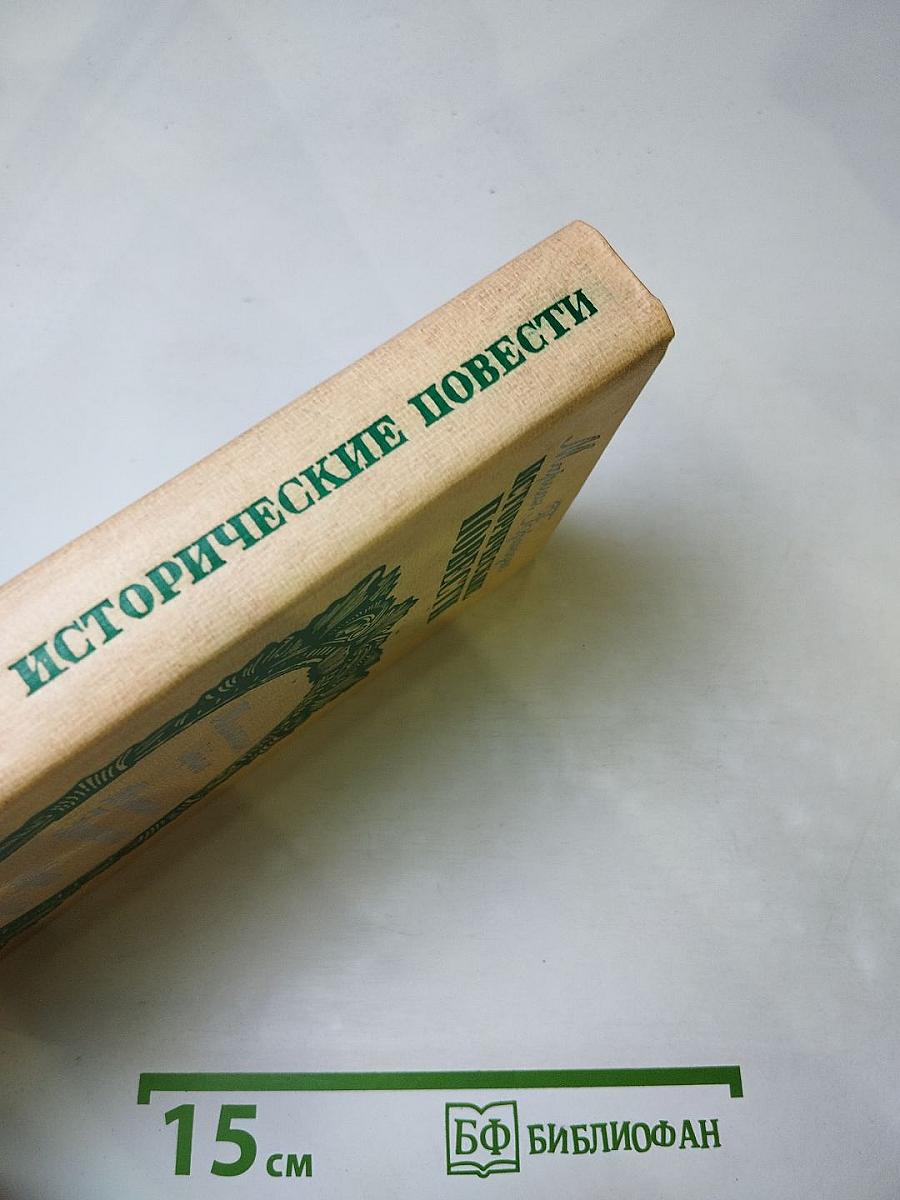 ИСТОРИЧЕСКИЕ ПОВЕСТИ
ИСТОРИЧЕСКИЕ
ПОВЕСТИ
15 см
БФ БИБЛИОФАН